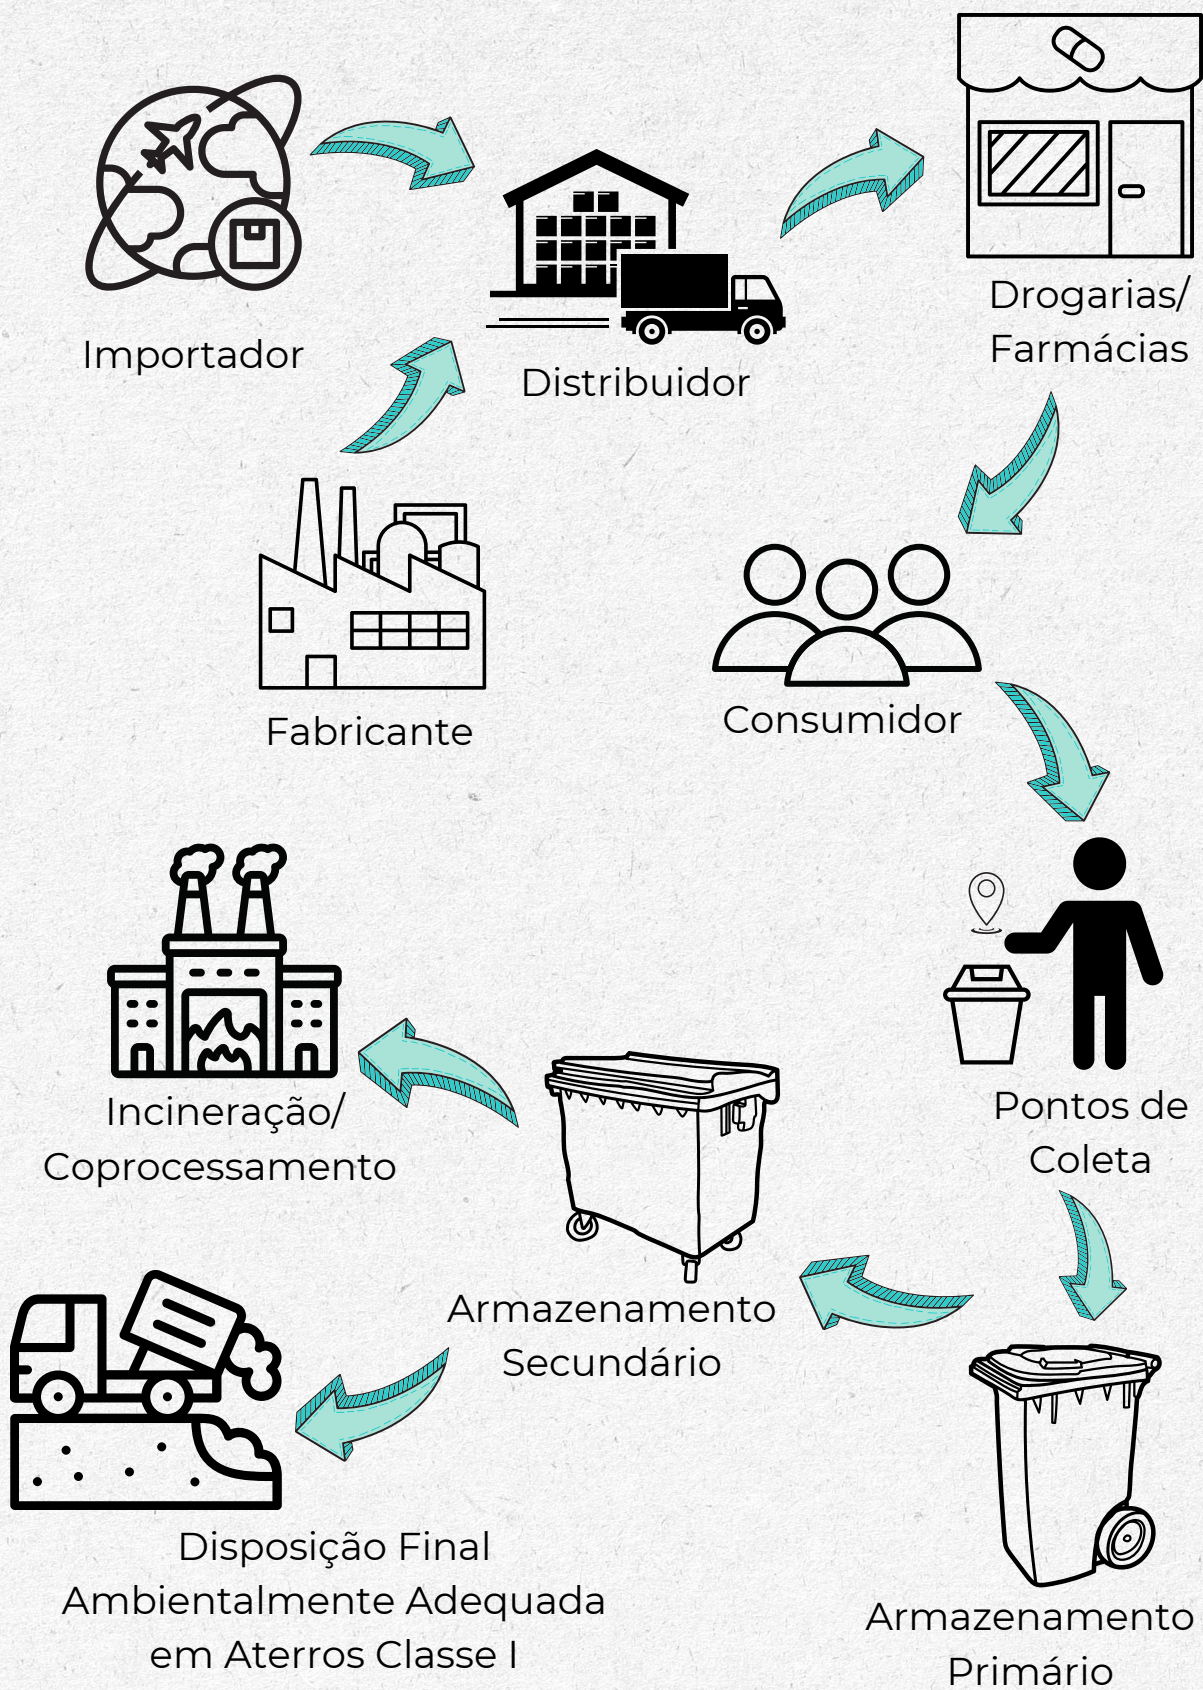 Importador
Distribuidor
Drogarias/
Farmácias
Fabricante
Consumidor
Pontos de
Coleta
Incineração/
Coprocessamento
Armazenamento
Secundário
Disposição Final
Ambientalmente Adequada
em Aterros Classe I
Armazenamento
Primário